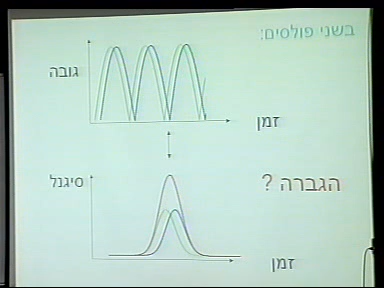 בשני פולסים:
גובה
זמן
הגברה ?
סיגנל
זמן